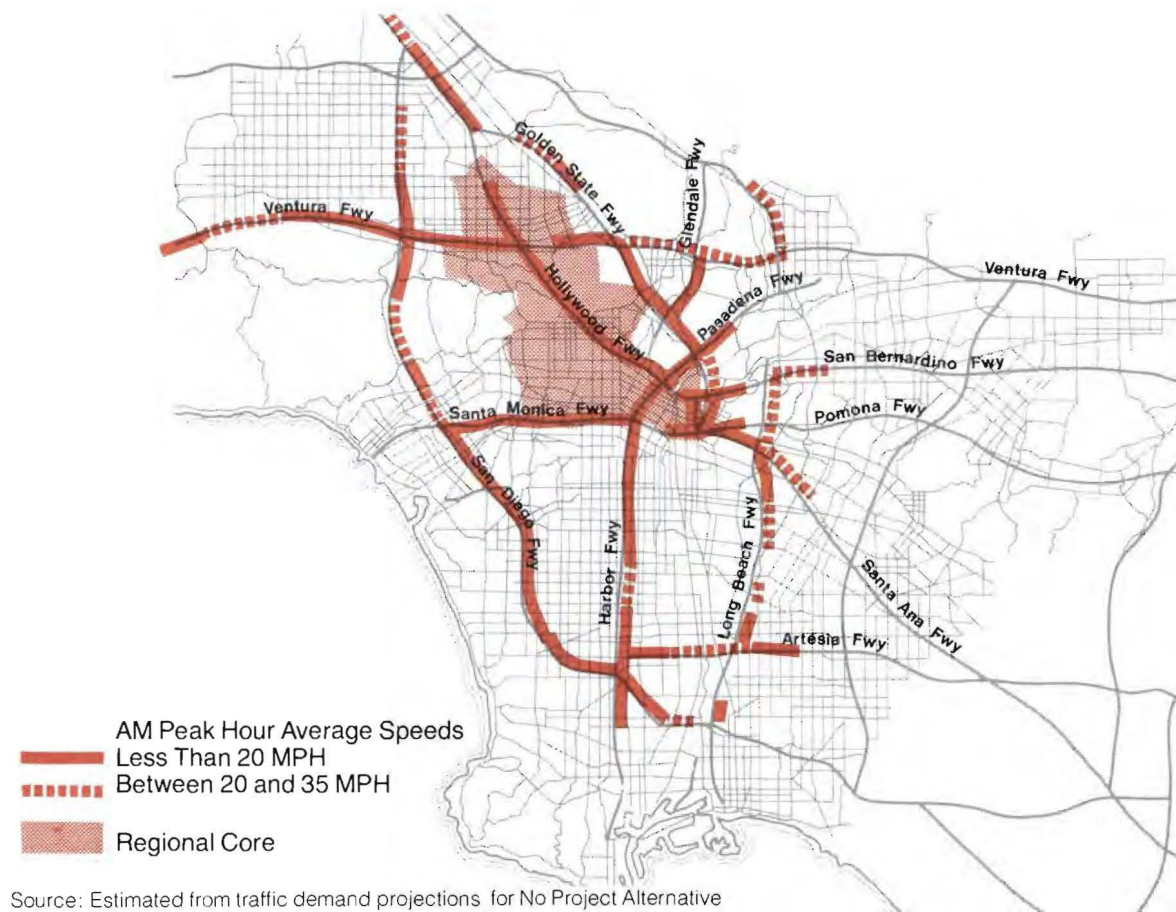 Golden State Fwy
Glendale Fwy
Ventura Fwy
Hollywood Fwy
Pasadena Fwy
Ventura Fwy
San Bernardino Fwy
Santa Monica Fwy
Pomona Fwy
San Diego Fwy
Harbor Fwy
Long Beach Fwy
Santa Ana Fwy
Artesia Fwy
AM Peak Hour Average Speeds
Less Than 20 MPH
Between 20 and 35 MPH
Regional Core
Source: Estimated from traffic demand projections for No Project Alternative